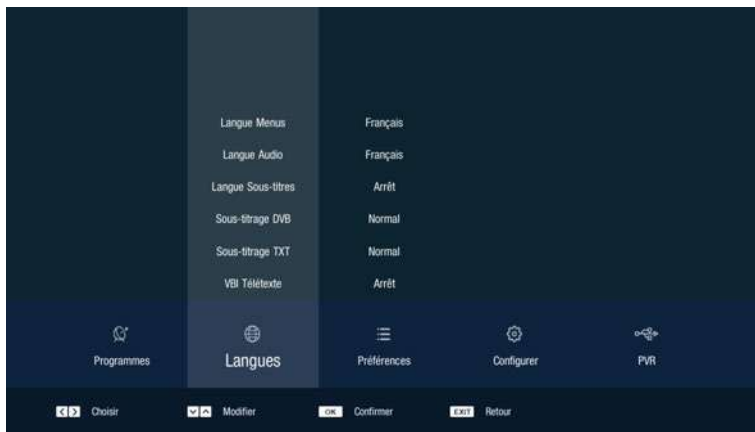 Langue Menus Français
Langue Audio Français
Langue Sous-titres Arrêt
Sous-titrage DVB Normal
Sous-titrage TXT Normal
VBI Télétexte Arrêt
Programmes Langues Préférences Configurer PVR
Choisir Modifier OK Confirmer EXIT Retour